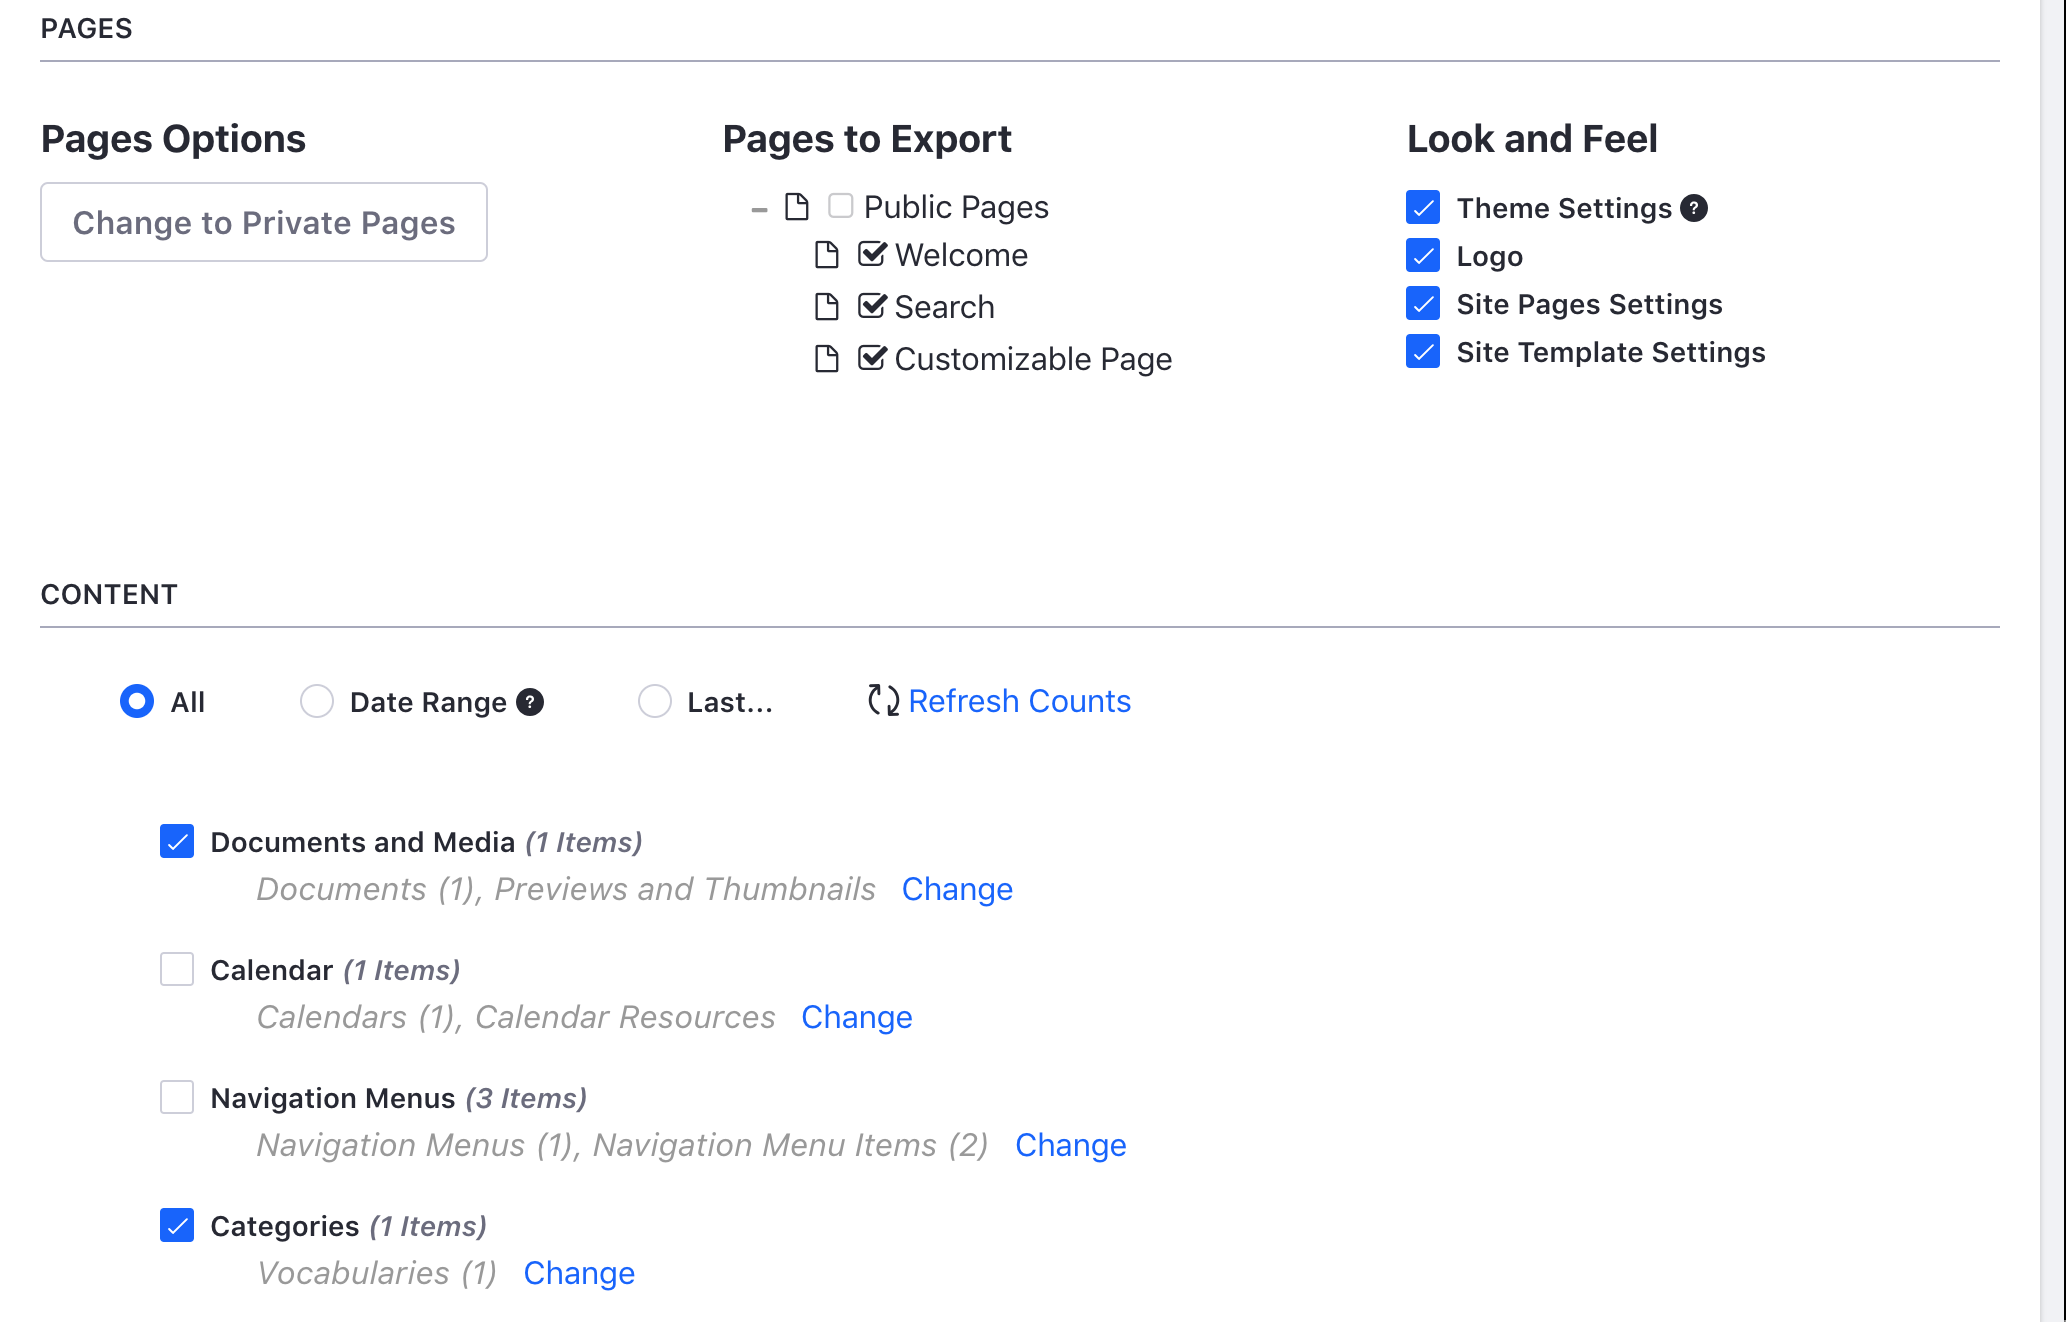 PAGES
Pages Options
Change to Private Pages
Pages to Export
Public Pages
Welcome
Search
Customizable Page
Look and Feel
Theme Settings ?
Logo
Site Pages Settings
Site Template Settings
CONTENT
All Date Range ? Last... Refresh Counts
Documents and Media (1 Items)
Documents (1), Previews and Thumbnails Change
Calendar (1 Items)
Calendars (1), Calendar Resources Change
Navigation Menus (3 Items)
Navigation Menus (1), Navigation Menu Items (2) Change
Categories (1 Items)
Vocabularies (1) Change